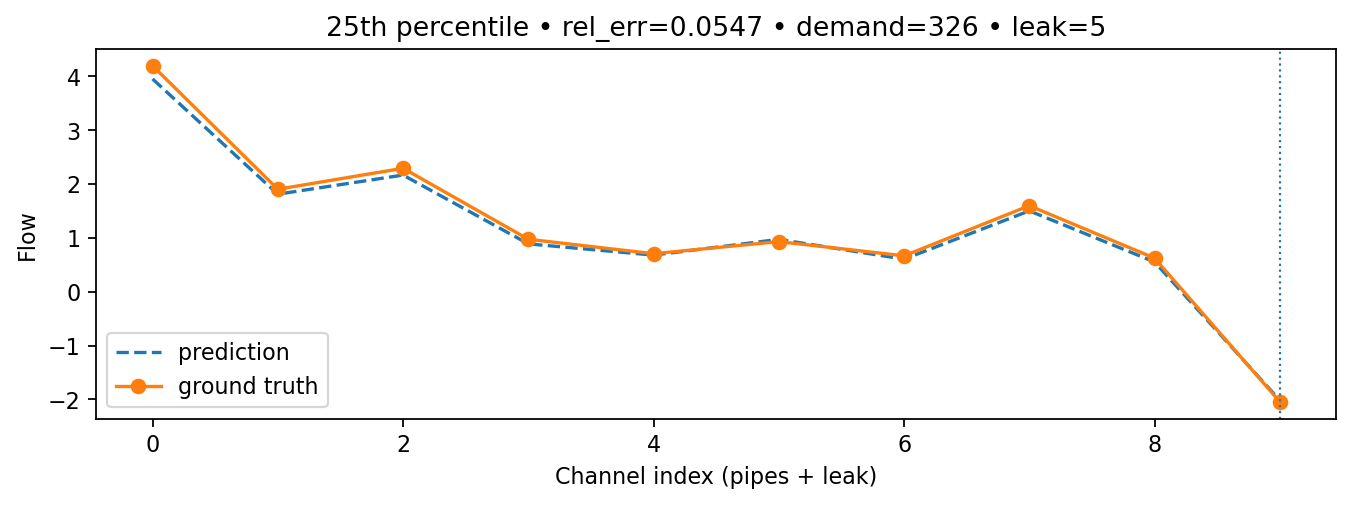 25th percentile • rel_err=0.0547 • demand=326 • leak=5
Flow
4
3
2
1
0
−1
−2
prediction
ground truth
0 2 4 6 8
Channel index (pipes + leak)